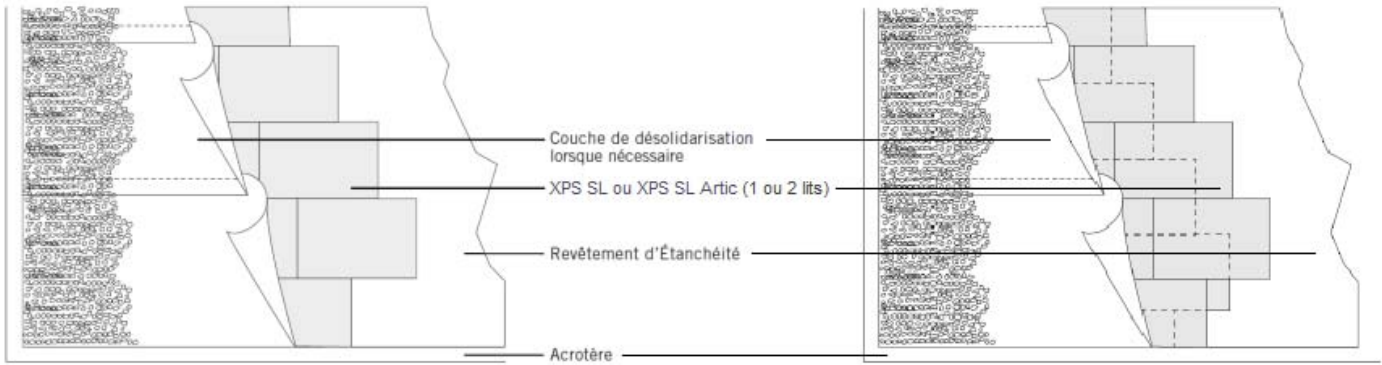 Couche de désolidarisation
lorsque nécessaire
XPS SL ou XPS SL Artic (1 ou 2 lits)
Revêtement d'Étanchéité
Acrotère